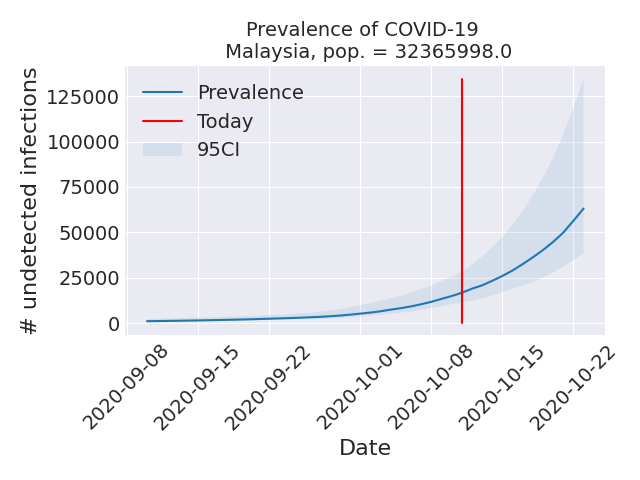 Prevalence of COVID-19
Malaysia, pop. = 32365998.0
Prevalence
Today
95CI
# undetected infections
125000
100000
75000
50000
25000
0
2020-09-08
2020-09-15
2020-09-22
2020-10-01
2020-10-08
2020-10-15
2020-10-22
Date